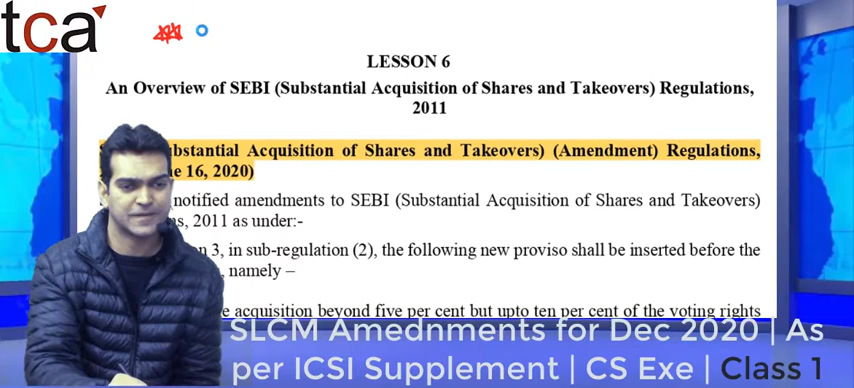 tca
LESSON 6
An Overview of SEBI (Substantial Acquisition of Shares and Takeovers) Regulations,
2011
bstantial Acquisition of Shares and Takeovers) (Amendment) Regulations,
e 16, 2020)
notified amendments to SEBI (Substantial Acquisition of Shares and Takeovers)
s, 2011 as under:-
n 3, in sub-regulation (2), the following new proviso shall be inserted before the
, namely –
e acquisition beyond five per cent but upto ten per cent of the voting rights
SLCM Amednments for Dec 2020 | As
per ICSI Supplement | CS Exe | Class 1